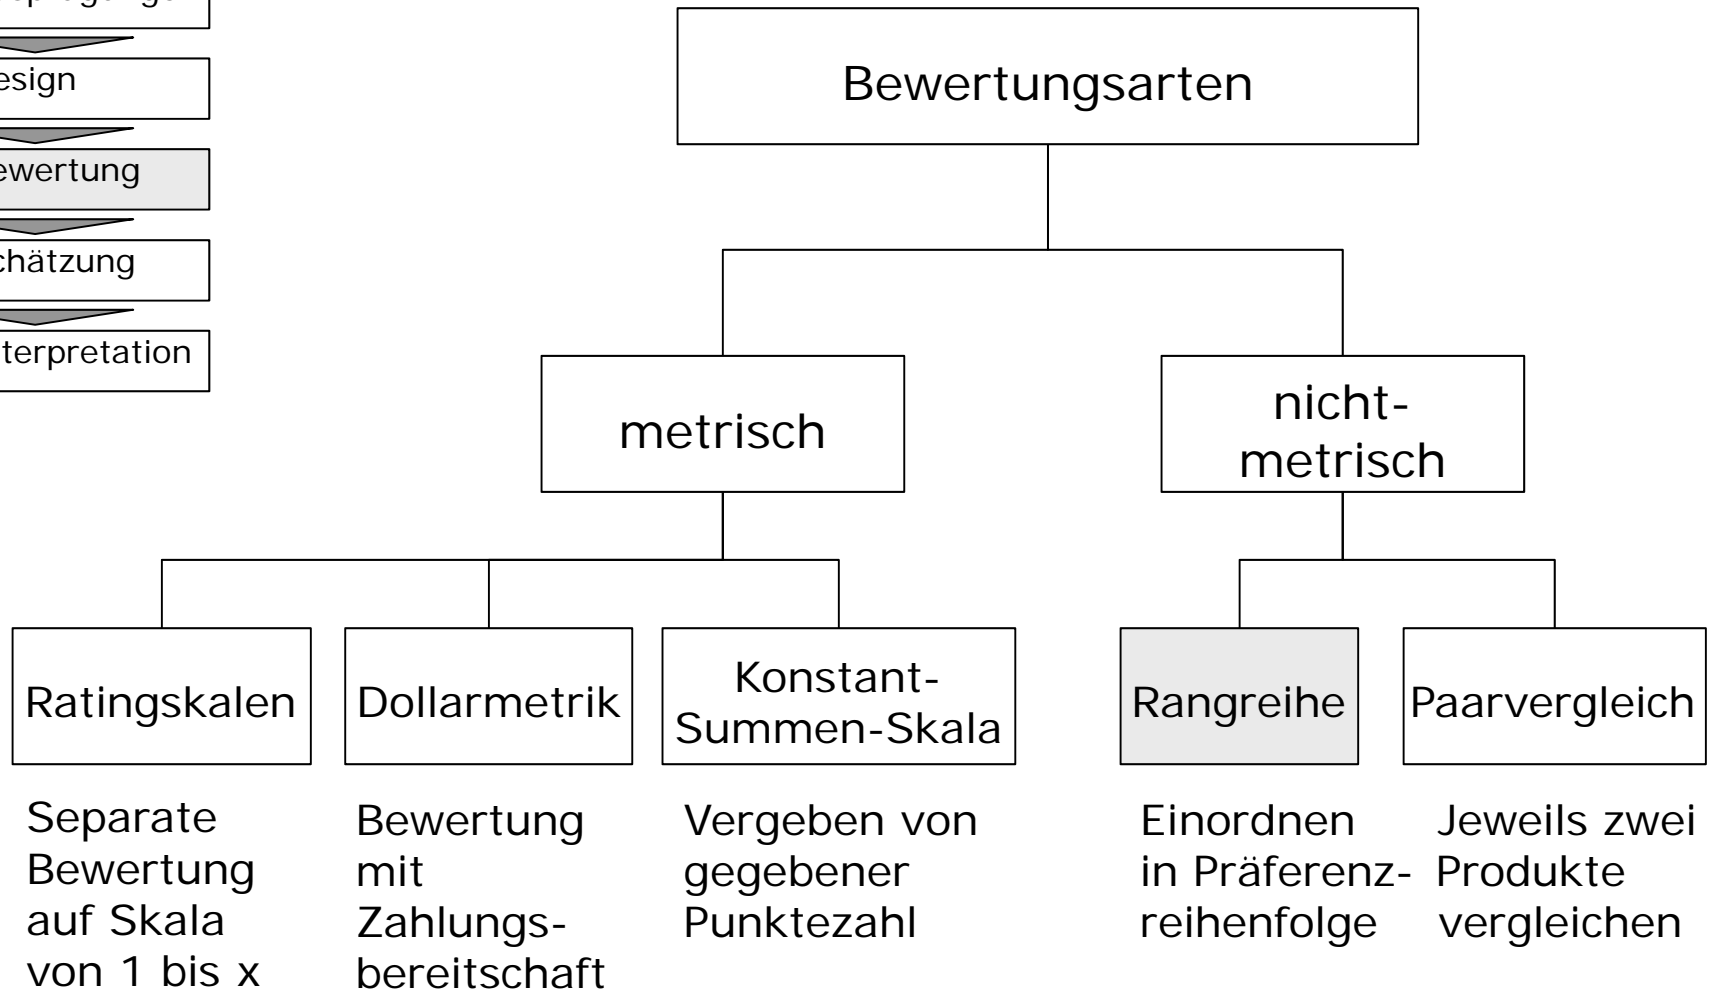 esign
ewertung
chätzung
terpretation
Bewertungsarten
metrisch
nicht-
metrisch
Ratingskalen
Dollarmetrik
Konstant-
Summen-Skala
Rangreihe
Paarvergleich
Separate
Bewertung
auf Skala
von 1 bis x
Bewertung
mit
Zahlungs-
bereitschaft
Vergeben von
gegebener
Punktezahl
Einordnen
in Präferenz-
reihenfolge
Jeweils zwei
Produkte
vergleichen